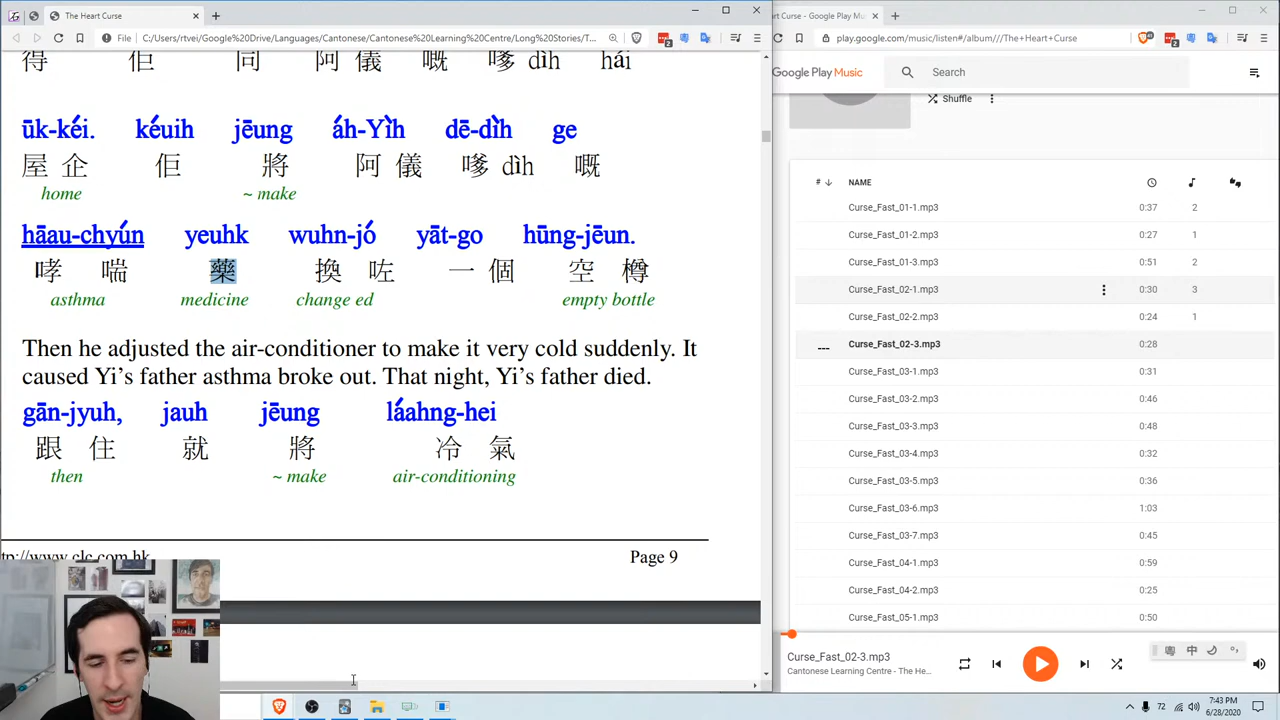 The Heart Curse
Curse - Google Play Mus
File
C:/Users/rtvei/Google%20Drive/Languages/Cantonese/Cantonese%20Learning%20Centre/Long%20Stories/T...
play.google.com/music/listen#/album///The+Heart+Curse
Google Play Music
Search
Shuffle
得 佢 同 阿 儀 嘅 嗲 dìh hái
ūk-kéi. kéuih jēung áh-Yìh dē-dìh ge
屋 企 佢 將 阿 儀 嗲 dìh 嘅
home ~ make
hāau-chyún yeuhk wuhn-jó yāt-go hūng-jēun.
哮 喘 藥 換 咗 一 個 空 樽
asthma medicine change ed empty bottle
Then he adjusted the air-conditioner to make it very cold suddenly. It
caused Yi's father asthma broke out. That night, Yi's father died.
gān-jyuh, jauh jēung láahng-hei
跟 住 就 將 冷 氣
then ~ make air-conditioning
tp://www.clc.com.hk
Page 9
# NAME
Curse_Fast_01-1.mp3 0:37 2
Curse_Fast_01-2.mp3 0:27 1
Curse_Fast_01-3.mp3 0:51 2
Curse_Fast_02-1.mp3 0:30 3
Curse_Fast_02-2.mp3 0:24 1
Curse_Fast_02-3.mp3 0:28
Curse_Fast_03-1.mp3 0:31
Curse_Fast_03-2.mp3 0:46
Curse_Fast_03-3.mp3 0:48
Curse_Fast_03-4.mp3 0:32
Curse_Fast_03-5.mp3 0:36
Curse_Fast_03-6.mp3 1:03
Curse_Fast_03-7.mp3 0:45
Curse_Fast_04-1.mp3 0:59
Curse_Fast_04-2.mp3 0:25
Curse_Fast_05-1.mp3 0:50
Curse_Fast_02-3.mp3
Cantonese Learning Centre - The He...
中
72
7:43 PM
6/28/2020